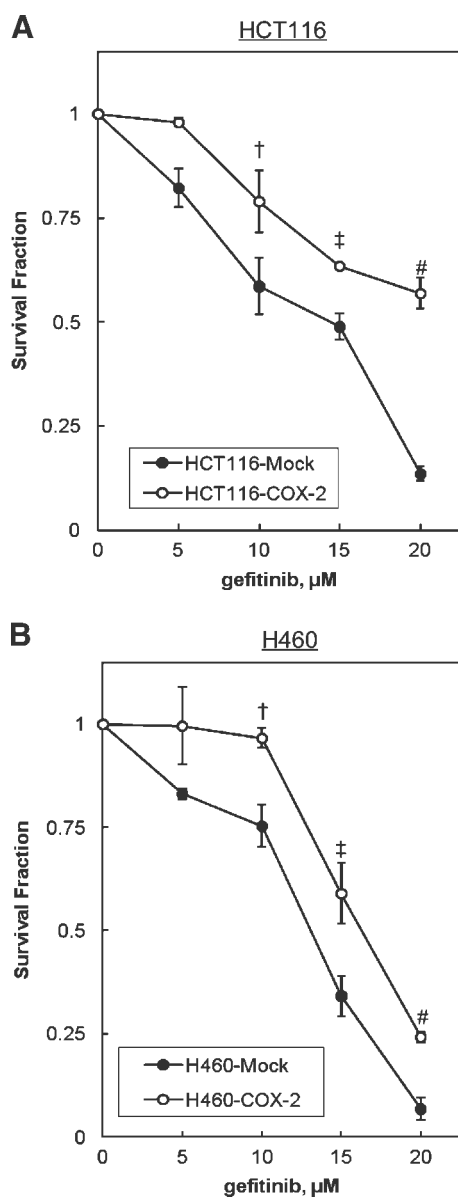 A
HCT116
1
0.75
0.5
0.25
0
Survival Fraction
†
‡
#
HCT116-Mock
HCT116-COX-2
0 5 10 15 20
gefitinib, µM
B
H460
1
0.75
0.5
0.25
0
Survival Fraction
†
‡
#
H460-Mock
H460-COX-2
0 5 10 15 20
gefitinib, µM